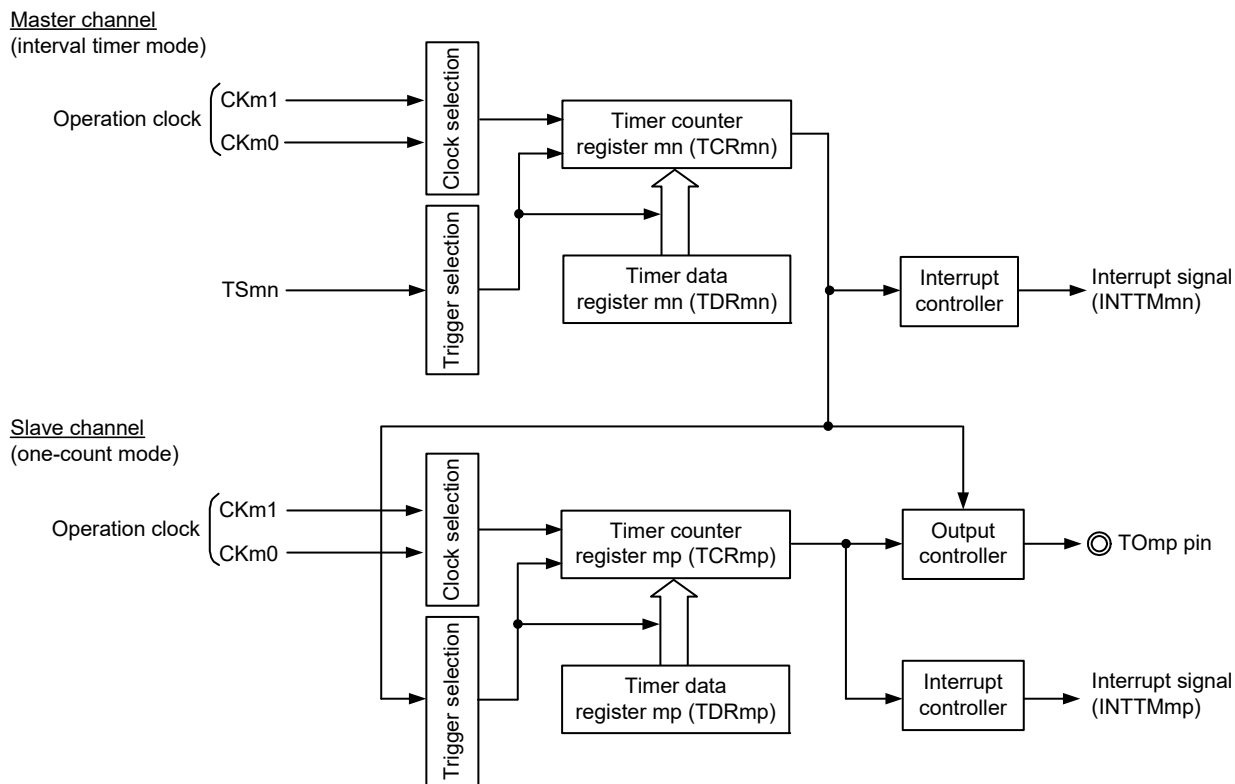 Master channel
(interval timer mode)
Operation clock
CKm1
CKm0
Clock selection
Timer counter
register mn (TCRmn)
TSmn
Trigger selection
Timer data
register mn (TDRmn)
Interrupt
controller
Interrupt signal
(INTTMmn)
Slave channel
(one-count mode)
Operation clock
CKm1
CKm0
Clock selection
Timer counter
register mp (TCRmp)
Output
controller
TOmp pin
Trigger selection
Timer data
register mp (TDRmp)
Interrupt
controller
Interrupt signal
(INTTMmp)